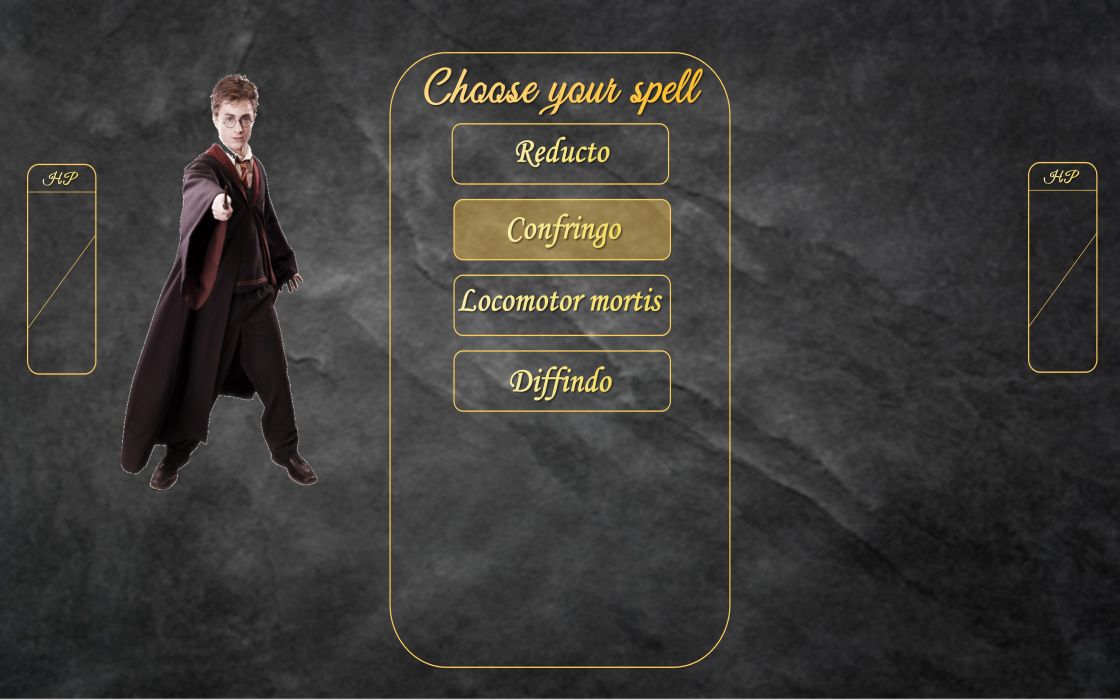 Choose your spell
HP
HP
Reducto
Confringo
Locomotor mortis
Diffindo